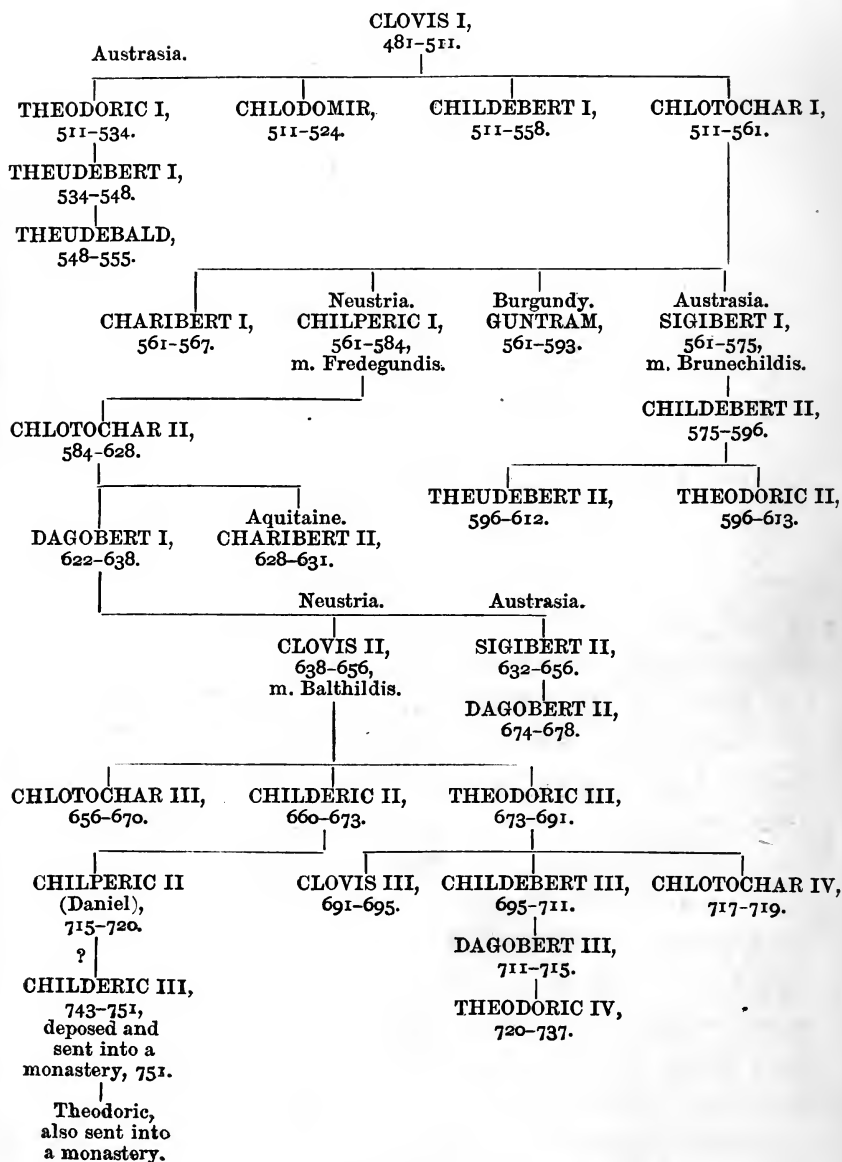 CLOVIS I,
481-511.
Austrasia.
THEODORIC I,
511-534.
CHLODOMIR,
511-524.
CHILDEBERT I,
511-558.
CHLOTOCHAR I,
511-561.
THEUDEBERT I,
534-548.
THEUDEBALD,
548-555.
CHARIBERT I,
561-567.
Neustria.
CHILPERIC I,
561-584,
m. Fredegundis.
Burgundy.
GUNTRAM,
561-593.
Austrasia.
SIGIBERT I,
561-575,
m. Brunechildis.
CHLOTOCHAR II,
584-628.
CHILDEBERT II,
575-596.
THEUDEBERT II,
596-612.
THEODORIC II,
596-613.
DAGOBERT I,
622-638.
Aquitaine.
CHARIBERT II,
628-631.
Neustria.
CLOVIS II,
638-656,
m. Balthildis.
Austrasia.
SIGIBERT II,
632-656.
DAGOBERT II,
674-678.
CHLOTOCHAR III,
656-670.
CHILDERIC II,
660-673.
THEODORIC III,
673-691.
CHILPERIC II
(Daniel),
715-720.
CLOVIS III,
691-695.
CHILDEBERT III,
695-711.
CHLOTOCHAR IV,
717-719.
?
CHILDERIC III,
743-751,
deposed and
sent into a
monastery, 751.
DAGOBERT III,
711-715.
THEODORIC IV,
720-737.
Theodoric,
also sent into
a monastery.